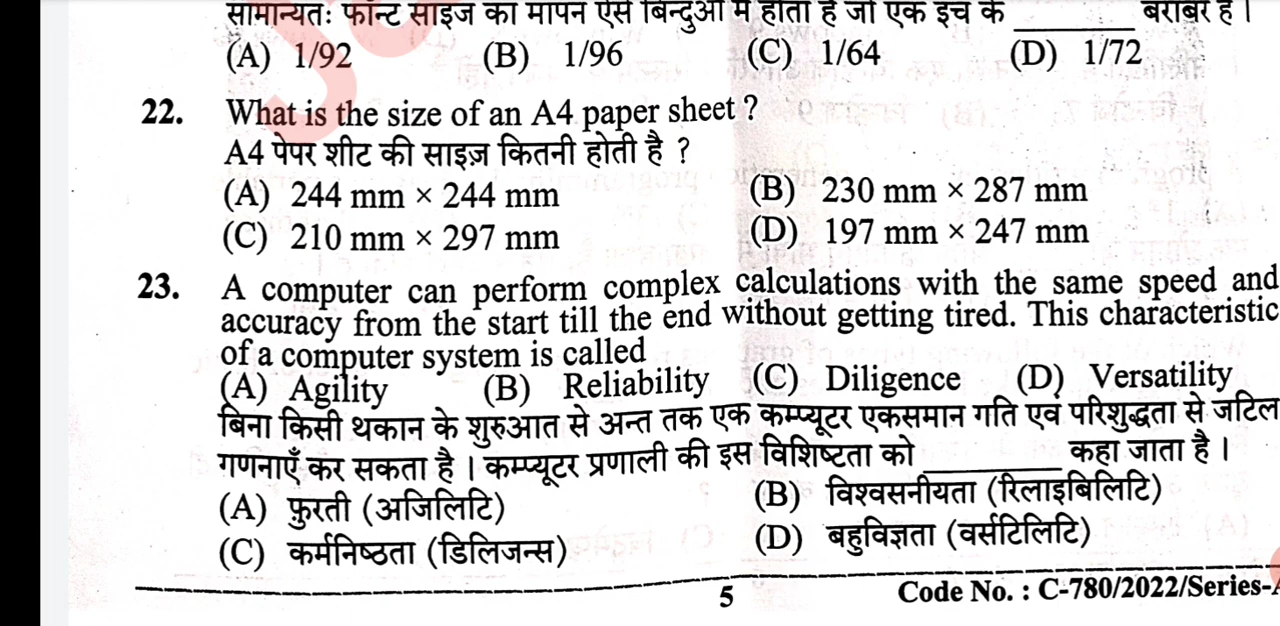 सामान्यतः फॉन्ट साइज का मापन ऐसे बिन्दुओं में होता है जो एक इंच के ________ बराबर है।
(A) 1/92 (B) 1/96 (C) 1/64 (D) 1/72
22. What is the size of an A4 paper sheet ?
A4 पेपर शीट की साइज़ कितनी होती है ?
(A) 244 mm × 244 mm (B) 230 mm × 287 mm
(C) 210 mm × 297 mm (D) 197 mm × 247 mm
23. A computer can perform complex calculations with the same speed and
accuracy from the start till the end without getting tired. This characteristic
of a computer system is called
(A) Agility (B) Reliability (C) Diligence (D) Versatility
बिना किसी थकान के शुरुआत से अन्त तक एक कम्प्यूटर एकसमान गति एवं परिशुद्धता से जटिल
गणनाएँ कर सकता है । कम्प्यूटर प्रणाली की इस विशिष्टता को ________ कहा जाता है ।
(A) फ़ुरती (अजिलिटि) (B) विश्वसनीयता (रिलाइबिलिटि)
(C) कर्मनिष्ठता (डिलिजन्स) (D) बहुविज्ञता (वर्सटिलिटि)
5 Code No. : C-780/2022/Series-